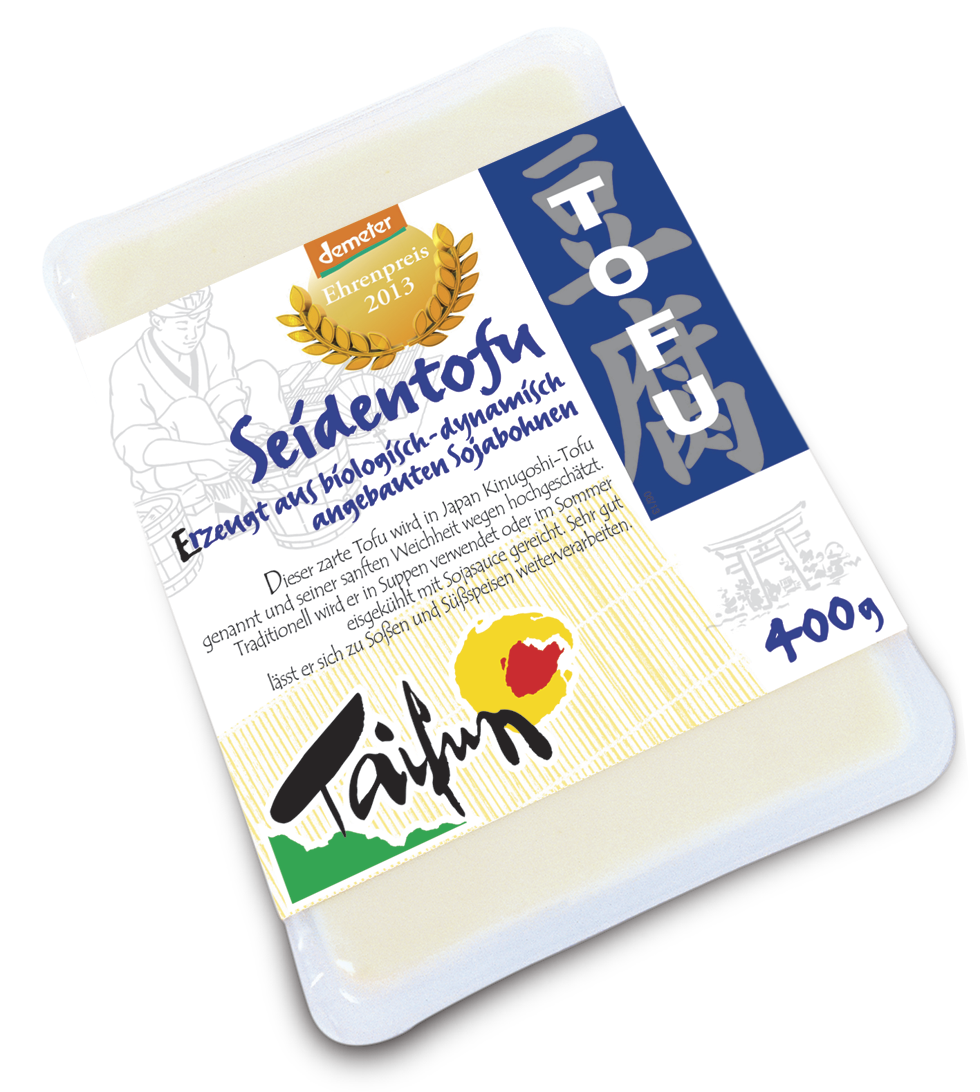 豆腐
TOFU
demeter
Ehrenpreis
2013
Seidentofu
Erzeugt aus biologisch-dynamisch
angebauten Sojabohnen
Dieser zarte Tofu wird in Japan Kinugoshi-Tofu
genannt und seiner sanften Weichheit wegen hochgeschätzt.
Traditionell wird er in Suppen verwendet oder im Sommer
eisgekühlt mit Sojasauce gereicht. Sehr gut
lässt er sich zu Soßen und Süßspeisen weiterverarbeiten.
400g
Taifun